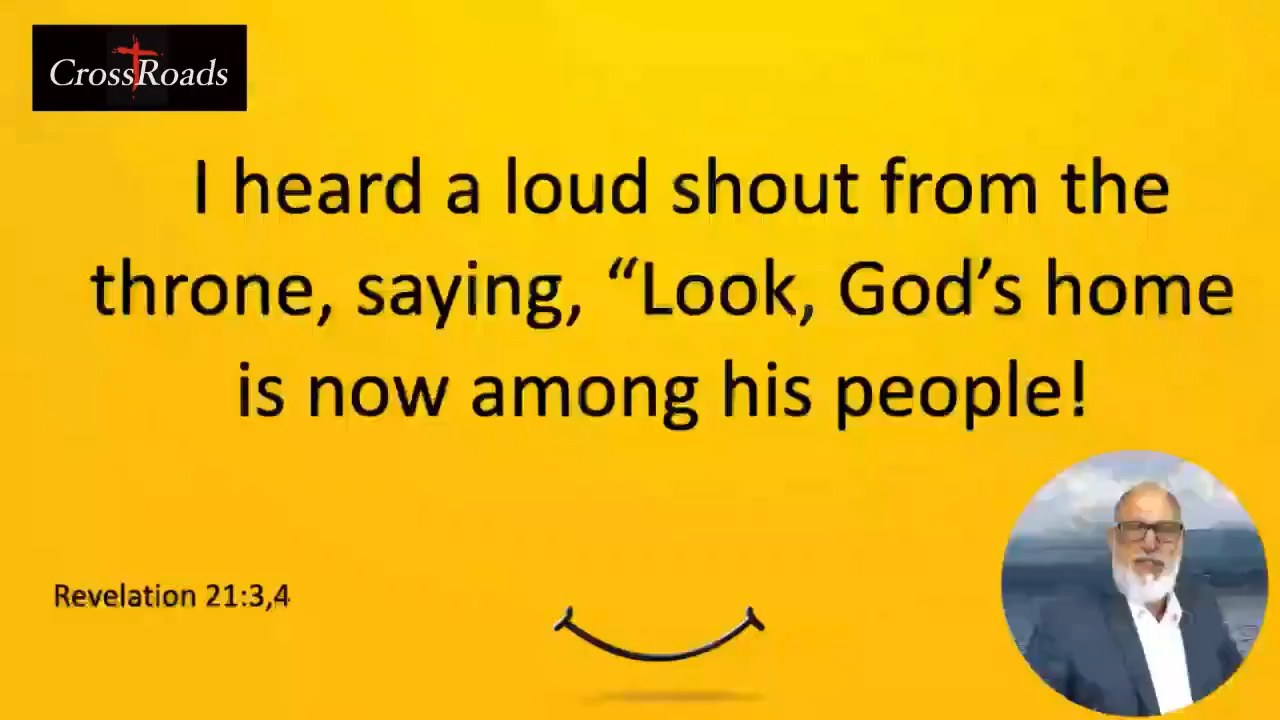 CrossRoads
I heard a loud shout from the
throne, saying, “Look, God’s home
is now among his people!
Revelation 21:3,4